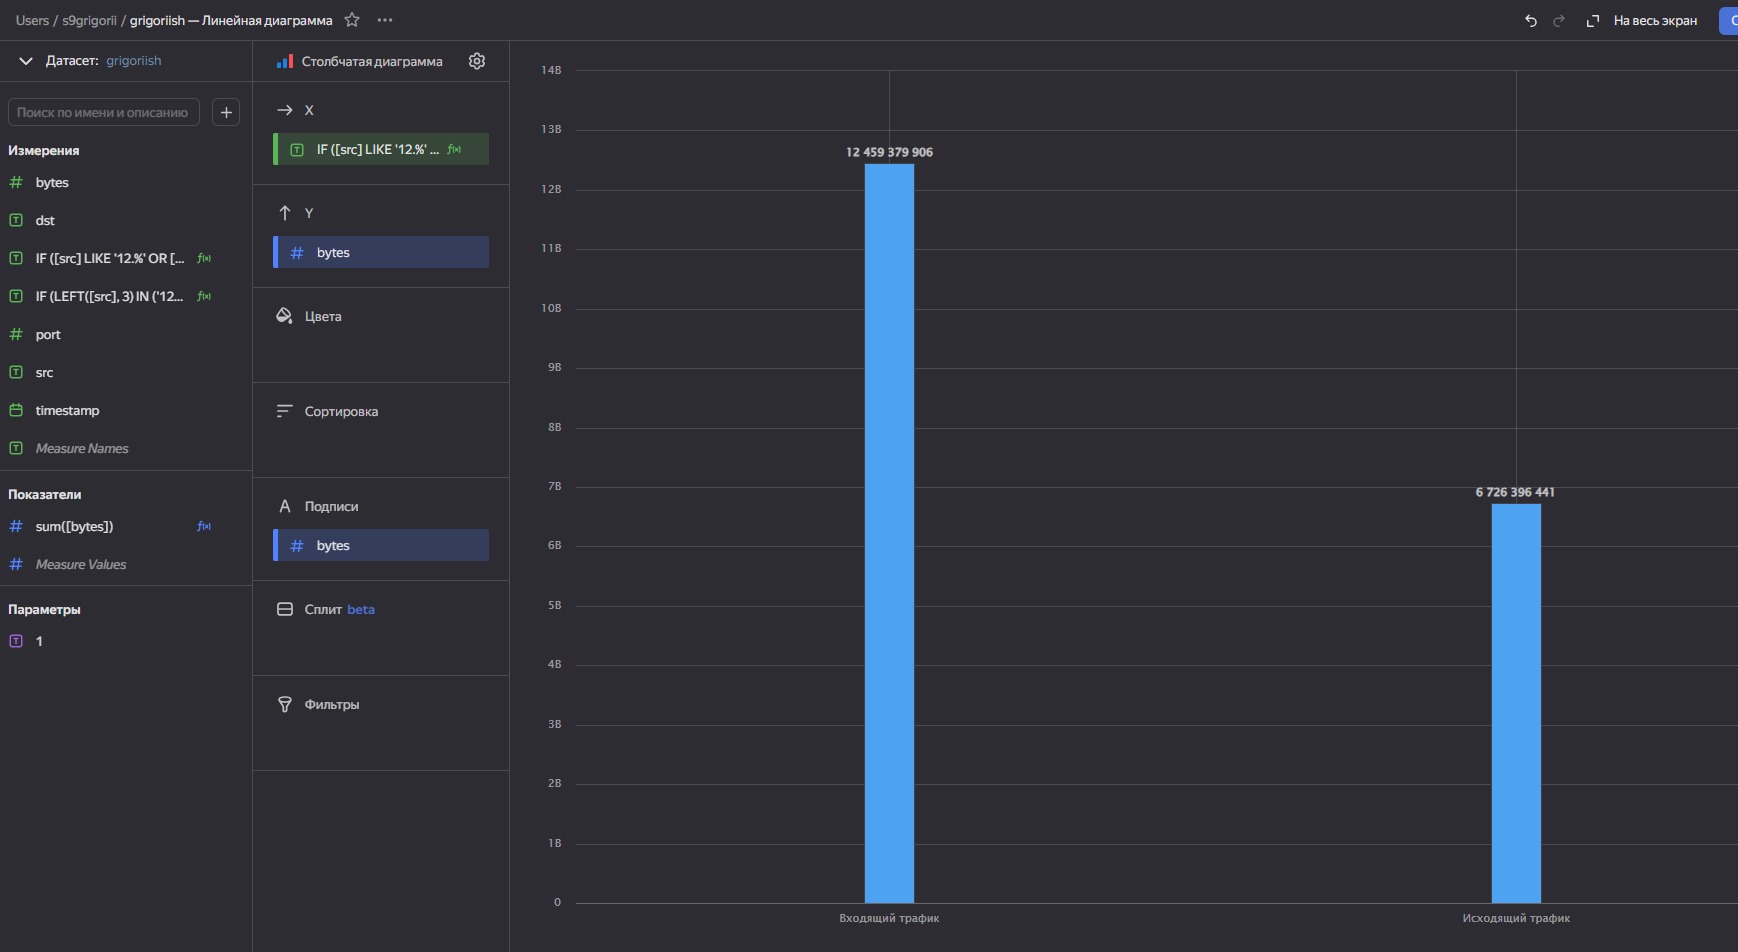 Users / s9grigorii / grigoriish — Линейная диаграмма
На весь экран
Датасет: grigoriish
Поиск по имени и описанию
Измерения
bytes
dst
IF ([src] LIKE '12.%' OR [...
IF (LEFT([src], 3) IN ('12...
port
src
timestamp
Measure Names
Показатели
sum([bytes])
Measure Values
Параметры
1
Столбчатая диаграмма
X
IF ([src] LIKE '12.%' ...
Y
bytes
Цвета
Сортировка
Подписи
bytes
Сплит beta
Фильтры
14B
13B
12B
11B
10B
9B
8B
7B
6B
5B
4B
3B
2B
1B
0
12 459 379 906
6 726 396 441
Входящий трафик
Исходящий трафик